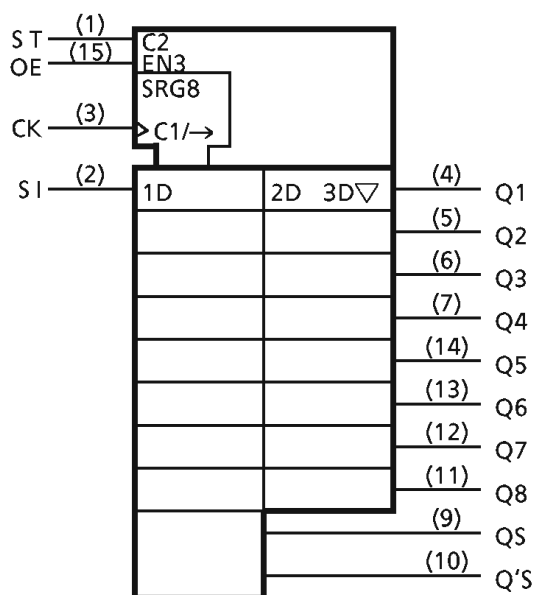 ST (1) C2
OE (15) EN3
SRG8
CK (3) C1/→
SI (2) 1D 2D 3D▽ (4) Q1
(5) Q2
(6) Q3
(7) Q4
(14) Q5
(13) Q6
(12) Q7
(11) Q8
(9) QS
(10) Q'S